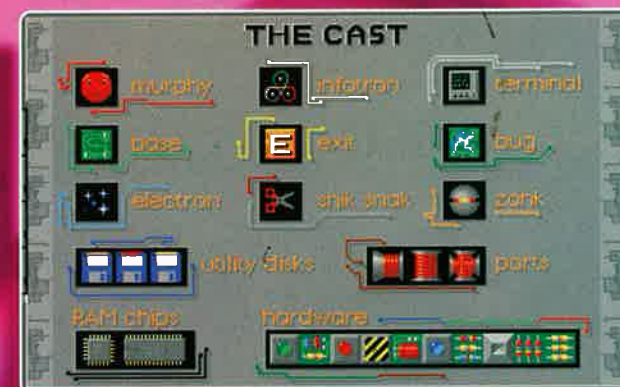 THE CAST
murphy infotron terminal
base E exit bug
electron snik snak zonk
utility disks ports
RAM chips hardware